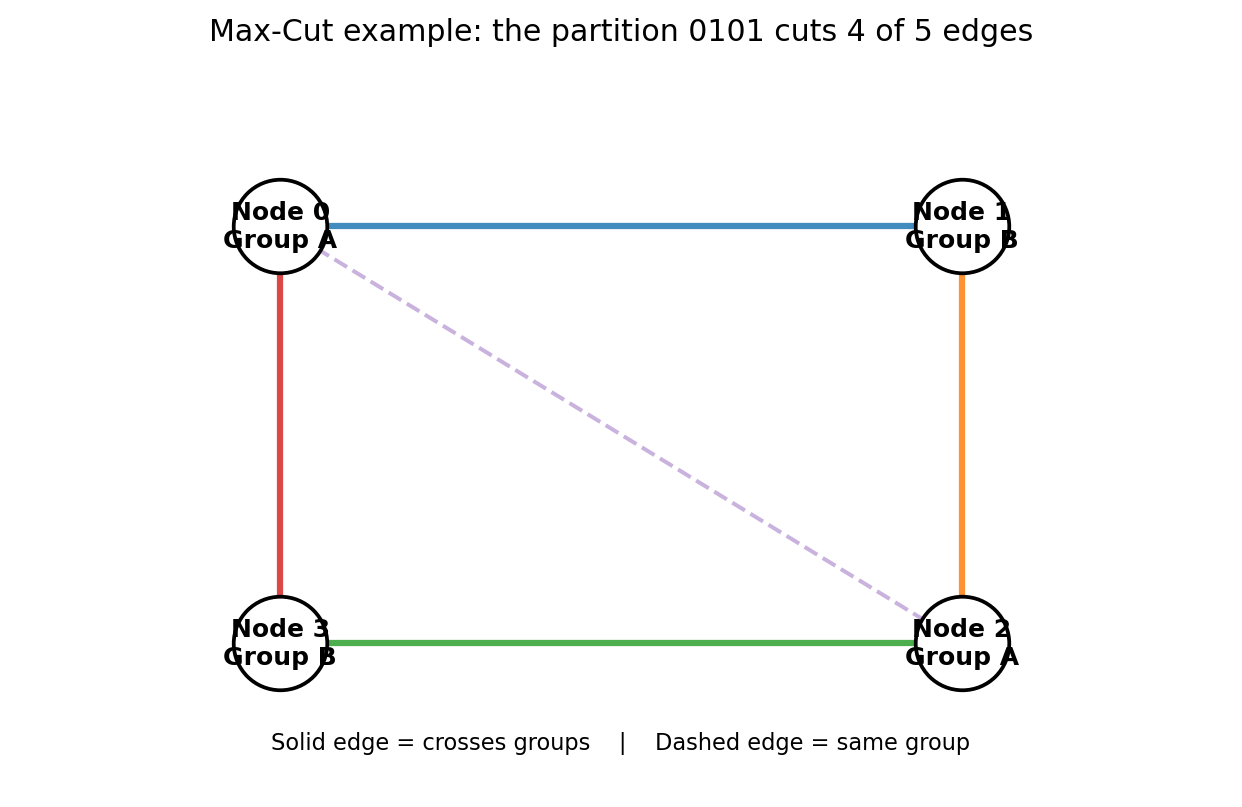 Max-Cut example: the partition 0101 cuts 4 of 5 edges
Node 0
Group A
Node 1
Group B
Node 3
Group B
Node 2
Group A
Solid edge = crosses groups | Dashed edge = same group